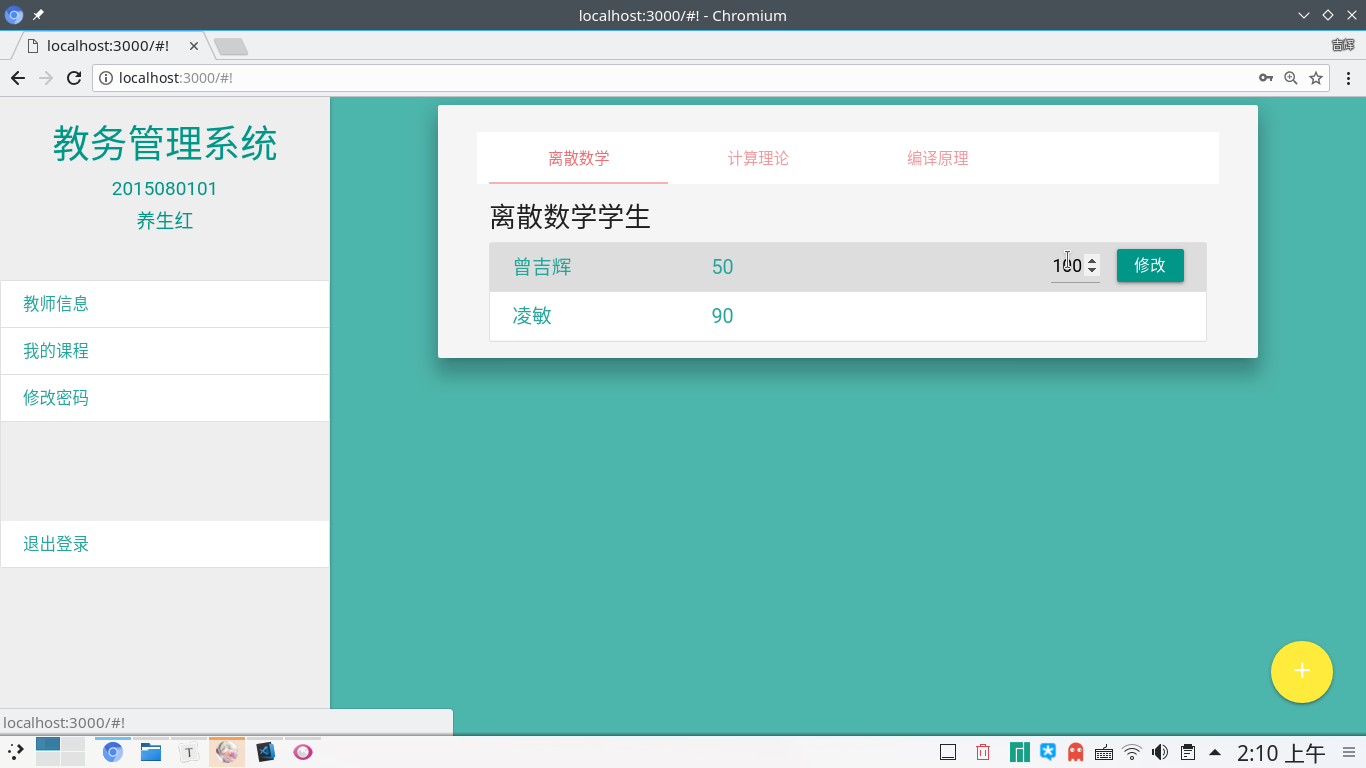 localhost:3000/#! - Chromium
localhost:3000/#!
吉辉
localhost:3000/#!
教务管理系统
2015080101
养生红
教师信息
我的课程
修改密码
退出登录
离散数学 计算理论 编译原理
离散数学学生
曾吉辉 50 100 修改
凌敏 90
+
localhost:3000/#!
T
2:10 上午